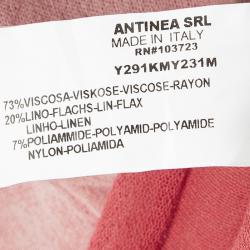 ANTINEA SRL
MADE IN ITALY
RN#103723
Y291KMY231M
73%VISCOSA-VISKOSE-VISCOSE-RAYON
20%LINO-FLACHS-LIN-FLAX
LINHO-LINEN
7%POLIAMMIDE-POLYAMID-POLYAMIDE
NYLON-POLIAMIDA